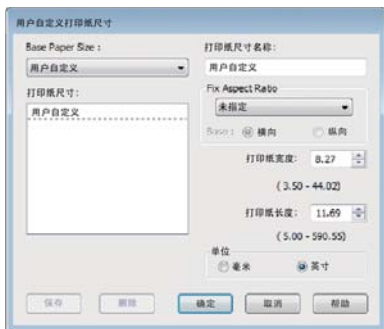 用户自定义打印纸尺寸
Base Paper Size :
用户自定义
打印纸尺寸:
用户自定义
打印纸尺寸名称:
用户自定义
Fix Aspect Ratio
未指定
Base : 横向 纵向
打印纸宽度: 8.27
(3.50 - 44.02)
打印纸长度: 11.69
(5.00 - 590.55)
单位
毫米 英寸
保存 删除 确定 取消 帮助